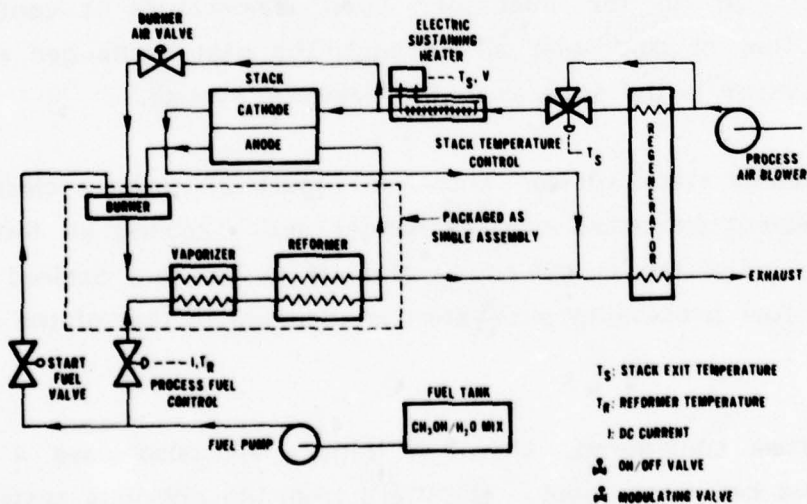 BURNER
AIR VALVE
ELECTRIC
SUSTAINING
HEATER
STACK
CATHODE
ANODE
T_S, V
STACK TEMPERATURE
CONTROL
T_S
REGENERATOR
PROCESS
AIR BLOWER
BURNER
PACKAGED AS
SINGLE ASSEMBLY
VAPORIZER
REFORMER
EXHAUST
START
FUEL
VALVE
I, T_R
PROCESS FUEL
CONTROL
FUEL PUMP
FUEL TANK
CH₃OH/H₂O MIX
T_S: STACK EXIT TEMPERATURE
T_R: REFORMER TEMPERATURE
I: DC CURRENT
ON/OFF VALVE
MODULATING VALVE